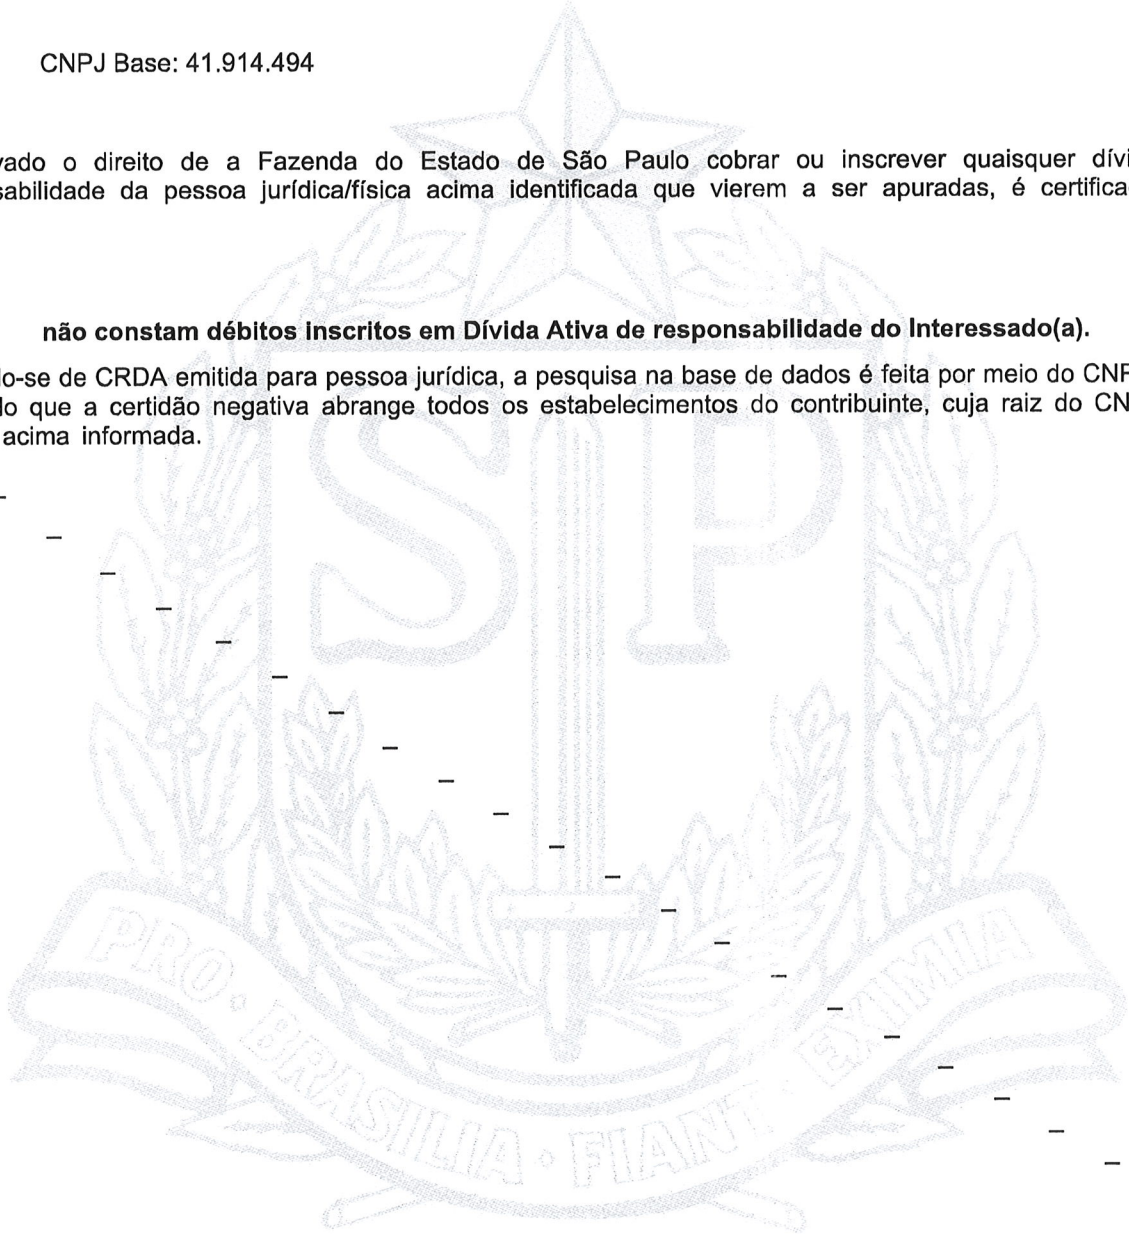 CNPJ Base: 41.914.494
vado o direito de a Fazenda do Estado de São Paulo cobrar ou inscrever quaisquer dívi
sabilidade da pessoa jurídica/física acima identificada que vierem a ser apuradas, é certifica
não constam débitos inscritos em Dívida Ativa de responsabilidade do Interessado(a).
do-se de CRDA emitida para pessoa jurídica, a pesquisa na base de dados é feita por meio do CNP
do que a certidão negativa abrange todos os estabelecimentos do contribuinte, cuja raiz do CN
acima informada.
SP
PRO · BRASILIA · FIANT · EXIMIA